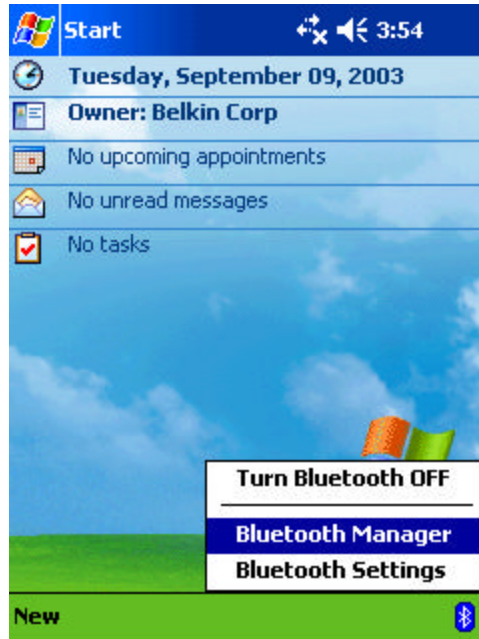 Start 3:54
Tuesday, September 09, 2003
Owner: Belkin Corp
No upcoming appointments
No unread messages
No tasks
Turn Bluetooth OFF
Bluetooth Manager
Bluetooth Settings
New